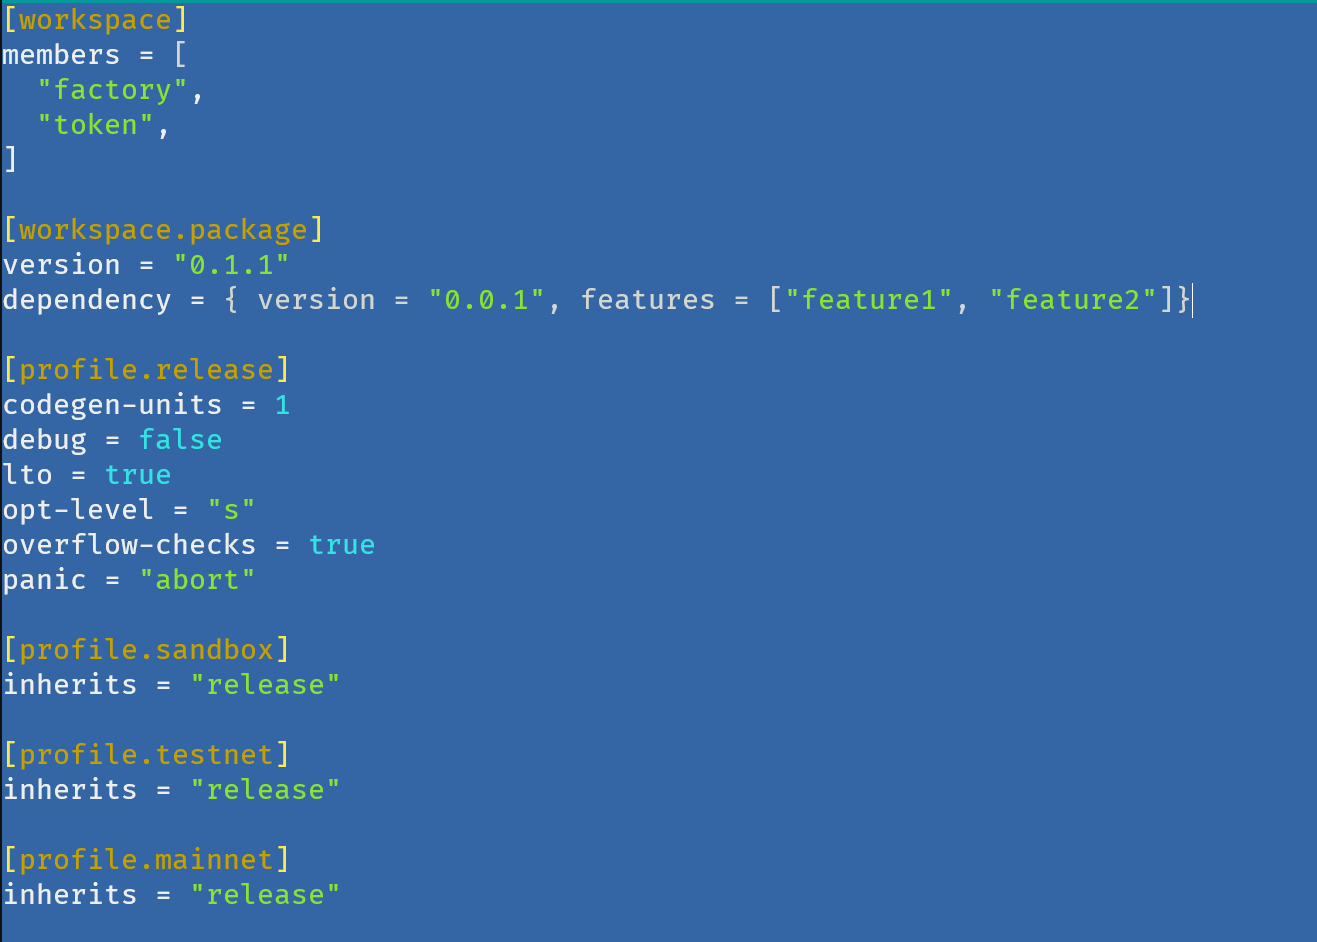 [workspace]
members = [
  "factory",
  "token",
]

[workspace.package]
version = "0.1.1"
dependency = { version = "0.0.1", features = ["feature1", "feature2"]}

[profile.release]
codegen-units = 1
debug = false
lto = true
opt-level = "s"
overflow-checks = true
panic = "abort"

[profile.sandbox]
inherits = "release"

[profile.testnet]
inherits = "release"

[profile.mainnet]
inherits = "release"